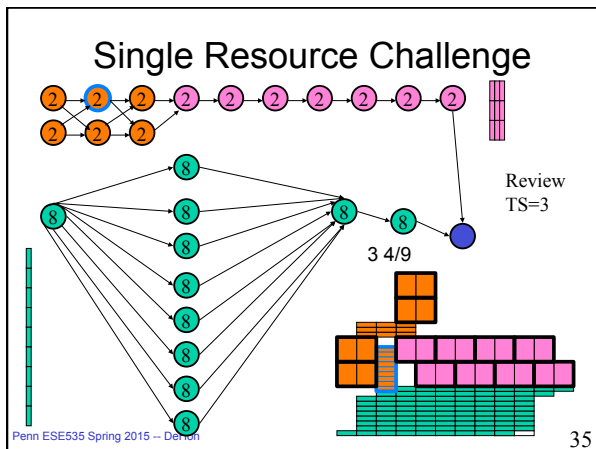 Single Resource Challenge
2 2 2 2 2 2 2 2 2 2
2 2 2
8
8 8 8 8
8
8
8
8
8
8
Review
TS=3
3 4/9
Penn ESE535 Spring 2015 -- DeHon
35